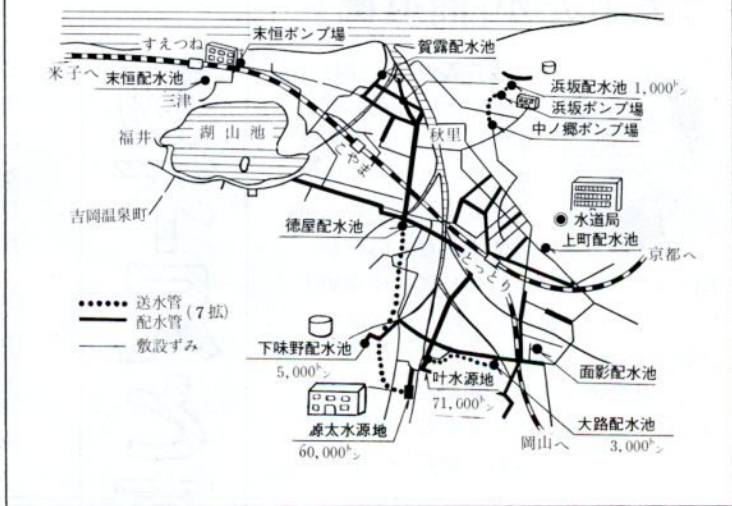 末恒ポンプ場
賀露配水池
すえつね
米子へ
末恒配水池
三津
浜坂配水池 1,000トン
浜坂ポンプ場
中ノ郷ポンプ場
福井
湖山池
秋里
こやま
吉岡温泉町
徳尾配水池
水道局
上町配水池
京都へ
とっとり
送水管
配水管
(7拡)
敷設ずみ
下味野配水池
5,000トン
叶水源地
71,000トン
面影配水池
源太水源地
60,000トン
大路配水池
3,000トン
岡山へ